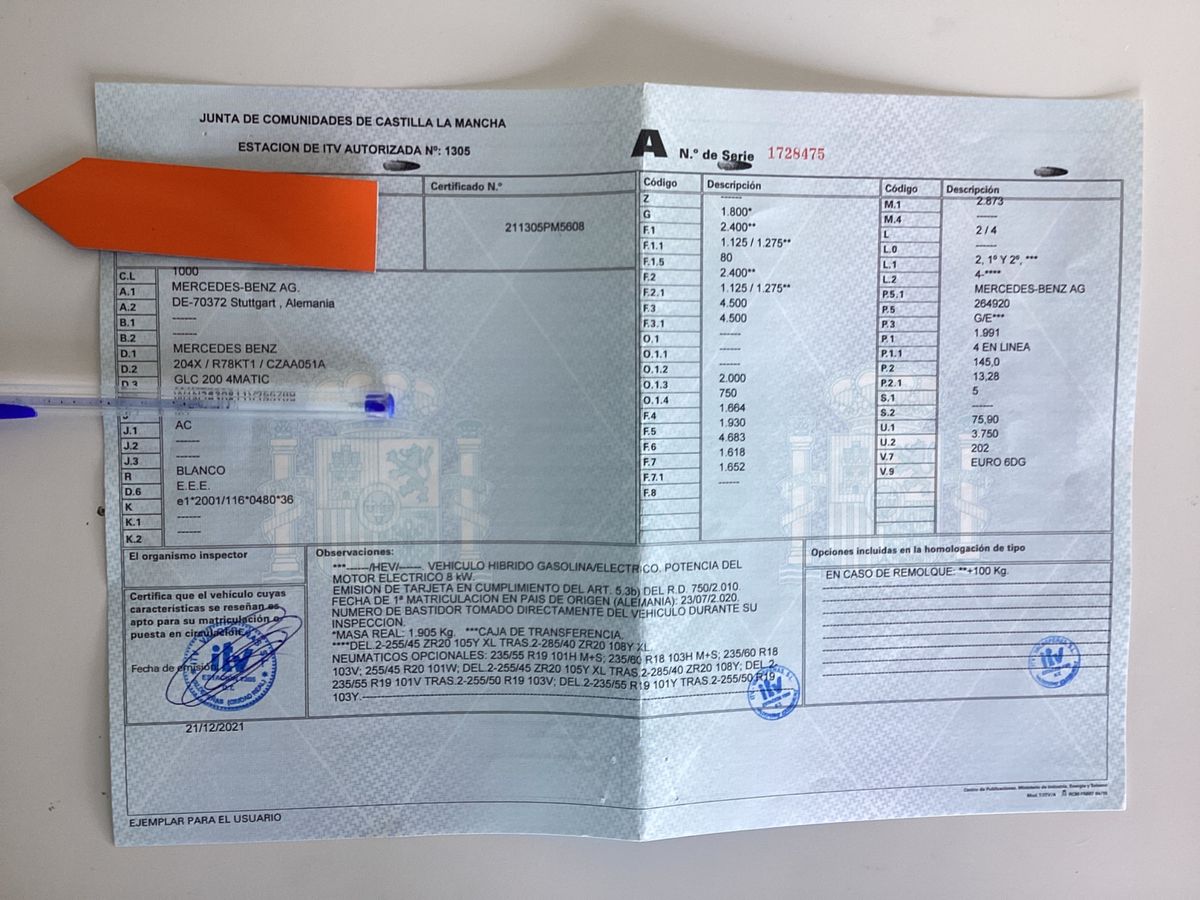 JUNTA DE COMUNIDADES DE CASTILLA LA MANCHA
ESTACION DE ITV AUTORIZADA Nº: 1305
A N.º de Serie 1728475
Certificado N.º
211305PM5608
C.L 1000
A.1 MERCEDES-BENZ AG.
A.2 DE-70372 Stuttgart , Alemania
B.1 ------
B.2 ------
D.1 MERCEDES BENZ
D.2 204X / R78KT1 / CZAA051A
D.3 GLC 200 4MATIC
AC
J.1 ------
J.2 ------
J.3
R BLANCO
D.6 E.E.E.
K e1*2001/116*0480*36
K.1 ------
K.2 ------
Código Descripción
Z ------
G 1.800*
F.1 2.400**
F.1.1 1.125 / 1.275**
F.1.5 80
F.2 2.400**
F.2.1 1.125 / 1.275**
F.3 4.500
F.3.1 4.500
O.1 ------
O.1.1 ------
O.1.2
O.1.3 2.000
O.1.4 750
F.4 1.664
F.5 1.930
F.6 4.683
F.7 1.618
F.7.1 1.652
F.8 ------
Código Descripción
M.1 2.873
M.4 ------
L 2 / 4
L.0 ------
L.1 2, 1º Y 2º, ***
L.2 4-****
P.5.1 MERCEDES-BENZ AG
P.5 264920
P.3 G/E***
P.1 1.991
P.1.1 4 EN LINEA
P.2 145,0
P.2.1 13,28
S.1 5
S.2 ------
U.1 75,90
U.2 3.750
V.7 202
V.9 EURO 6DG
El organismo inspector
Certifica que el vehículo cuyas
características se reseñan es
apto para su matriculación o
puesta en circulación
Fecha de emisión
itv
ESTACION 1305
21/12/2021
Observaciones:
***------/HEV/------. VEHICULO HIBRIDO GASOLINA/ELECTRICO. POTENCIA DEL
MOTOR ELECTRICO 8 kW.
EMISION DE TARJETA EN CUMPLIMIENTO DEL ART. 5.3b) DEL R.D. 750/2.010
FECHA DE 1ª MATRICULACION EN PAIS DE ORIGEN (ALEMANIA): 23/07/2.020.
NUMERO DE BASTIDOR TOMADO DIRECTAMENTE DEL VEHICULO DURANTE SU
INSPECCION.
*MASA REAL: 1.905 Kg. ***CAJA DE TRANSFERENCIA.
****DEL.2-255/45 ZR20 105Y XL TRAS.2-285/40 ZR20 108Y XL.
NEUMATICOS OPCIONALES: 235/55 R19 101H M+S; 235/60 R18 103H M+S; 235/60 R18
103V; 255/45 R20 101W; DEL.2-255/45 ZR20 105Y XL TRAS.2-285/40 ZR20 108Y; DEL.2-
235/55 R19 101V TRAS.2-255/50 R19 103V; DEL.2-235/55 R19 101Y TRAS.2-255/50 R19
103Y.
itv
Opciones incluidas en la homologación de tipo
EN CASO DE REMOLQUE: **+100 Kg.
itv
Centro de Publicaciones. Ministerio de Industria, Energía y Turismo
EJEMPLAR PARA EL USUARIO